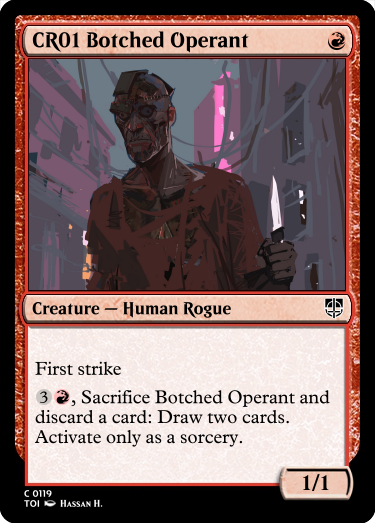 CR01 Botched Operant
Creature — Human Rogue
First strike
3, Sacrifice Botched Operant and
discard a card: Draw two cards.
Activate only as a sorcery.
1/1
C 0119
TOI Hassan H.